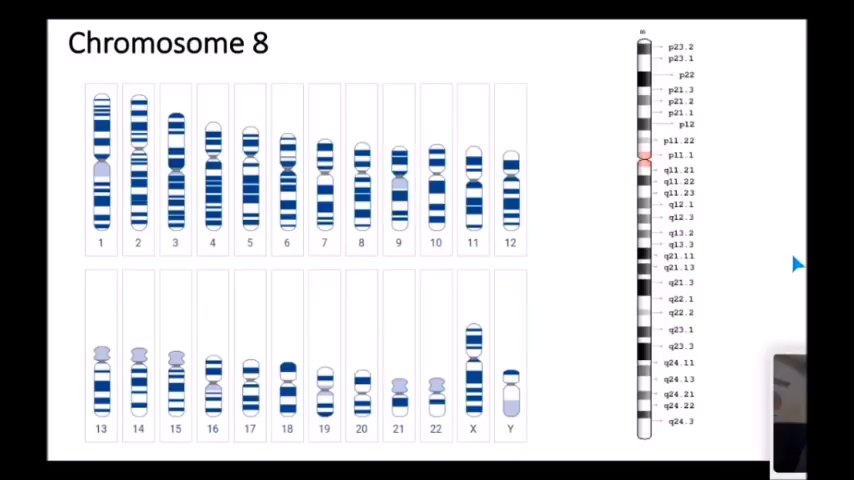 Chromosome 8
1 2 3 4 5 6 7 8 9 10 11 12
13 14 15 16 17 18 19 20 21 22 X Y
p23.2
p23.1
p22
p21.3
p21.2
p21.1
p12
p11.22
p11.1
q11.21
q11.22
q11.23
q12.1
q12.3
q13.2
q13.3
q21.11
q21.13
q21.3
q22.1
q22.2
q23.1
q23.3
q24.11
q24.13
q24.21
q24.22
q24.3